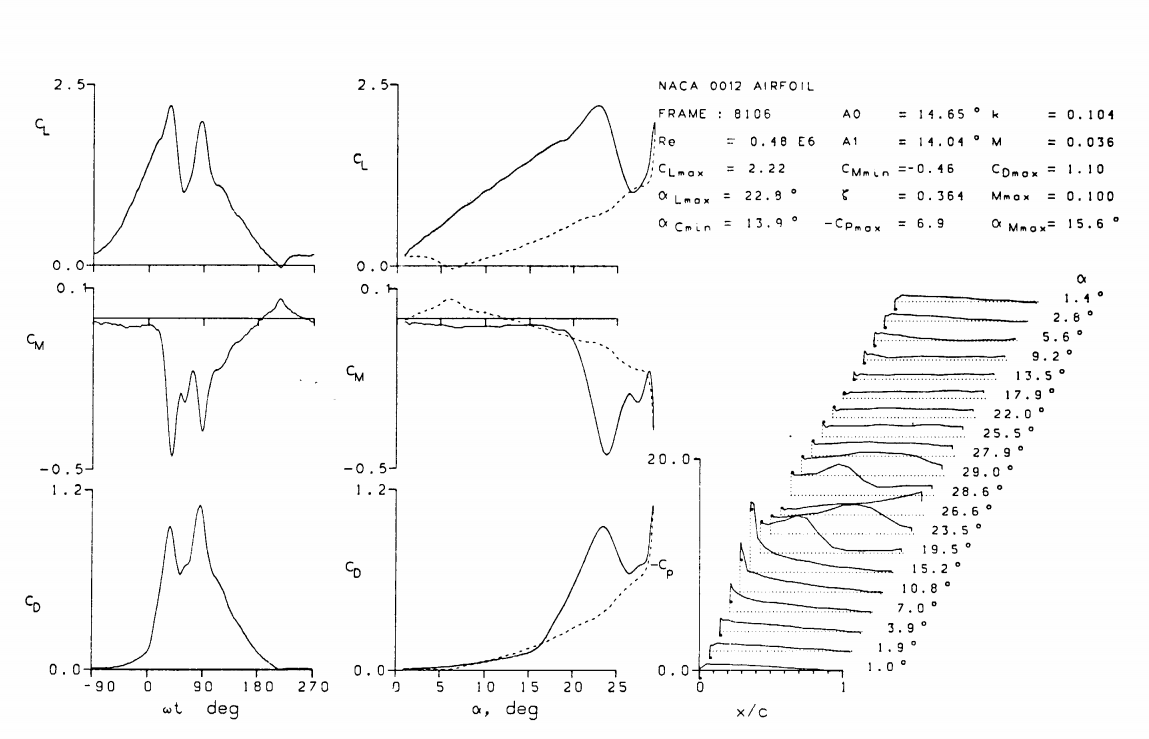 NACA 0012 AIRFOIL
FRAME : 8106 A0 = 14.65 ° k = 0.104
Re = 0.48 E6 A1 = 14.04 ° M = 0.036
CLmax = 2.22 CMmin =-0.46 CDmax = 1.10
αLmax = 22.8 ° ζ = 0.364 Mmax = 0.100
αCmin = 13.9 ° -CPmax = 6.9 αMmax= 15.6 °
2.5
CL
0.0
2.5
CL
0.0
0.1
CM
-0.5
0.1
CM
-0.5
1.2
CD
0.0
-90 0 90 180 270
ωt deg
1.2
CD
0.0
0 5 10 15 20 25
α, deg
α
1.4 °
2.8 °
5.6 °
9.2 °
13.5 °
17.9 °
22.0 °
25.5 °
27.9 °
29.0 °
28.6 °
26.6 °
23.5 °
19.5 °
15.2 °
10.8 °
7.0 °
3.9 °
1.9 °
1.0 °
20.0
-Cp
0.0
0 1
x/c